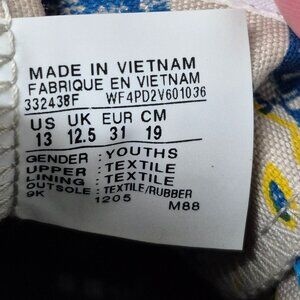 MADE IN VIETNAM
FABRIQUE EN VIETNAM
332438F WF4PD2V601036
US UK EUR CM
13 12.5 31 19
GENDER : YOUTHS
UPPER : TEXTILE
LINING : TEXTILE
OUTSOLE : TEXTILE/RUBBER
9K 1205 M88